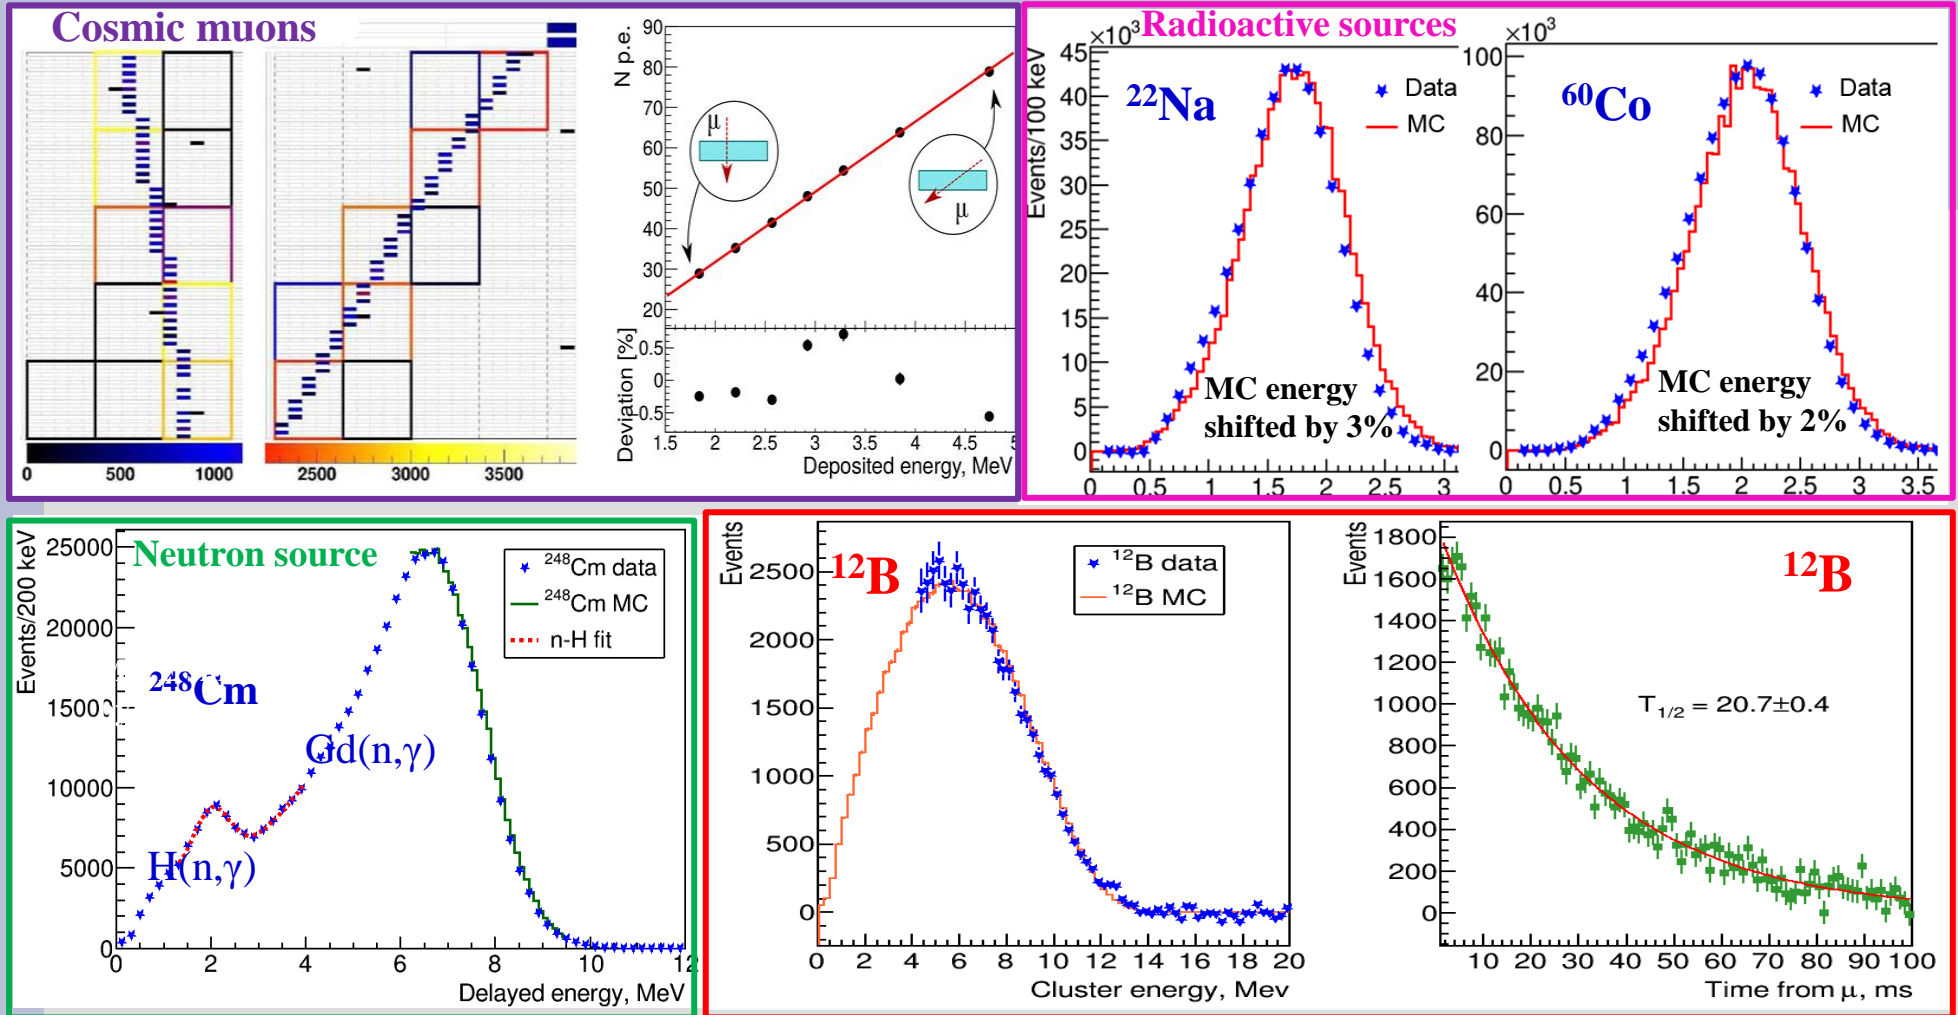 Cosmic muons
0 500 1000
2500 3000 3500
N p.e.
90
80
70
60
50
40
30
20
μ
μ
Deviation [%]
0.5
0
-0.5
1.5 2 2.5 3 3.5 4 4.5 5
Deposited energy, MeV
Radioactive sources
×10³
Events/100 keV
45
40
35
30
25
20
15
10
5
0
²²Na
Data
MC
MC energy
shifted by 3%
0 0.5 1 1.5 2 2.5 3
×10³
100
80
60
40
20
0
⁶⁰Co
Data
MC
MC energy
shifted by 2%
0 0.5 1 1.5 2 2.5 3 3.5
Neutron source
Events/200 keV
25000
20000
15000
10000
5000
0
²⁴⁸Cm data
²⁴⁸Cm MC
n-H fit
²⁴⁸Cm
Gd(n,γ)
H(n,γ)
0 2 4 6 8 10 12
Delayed energy, MeV
Events
2500
2000
1500
1000
500
0
¹²B
¹²B data
¹²B MC
0 2 4 6 8 10 12 14 16 18 20
Cluster energy, Mev
Events
1800
1600
1400
1200
1000
800
600
400
200
0
¹²B
T₁/₂ = 20.7±0.4
10 20 30 40 50 60 70 80 90 100
Time from μ, ms